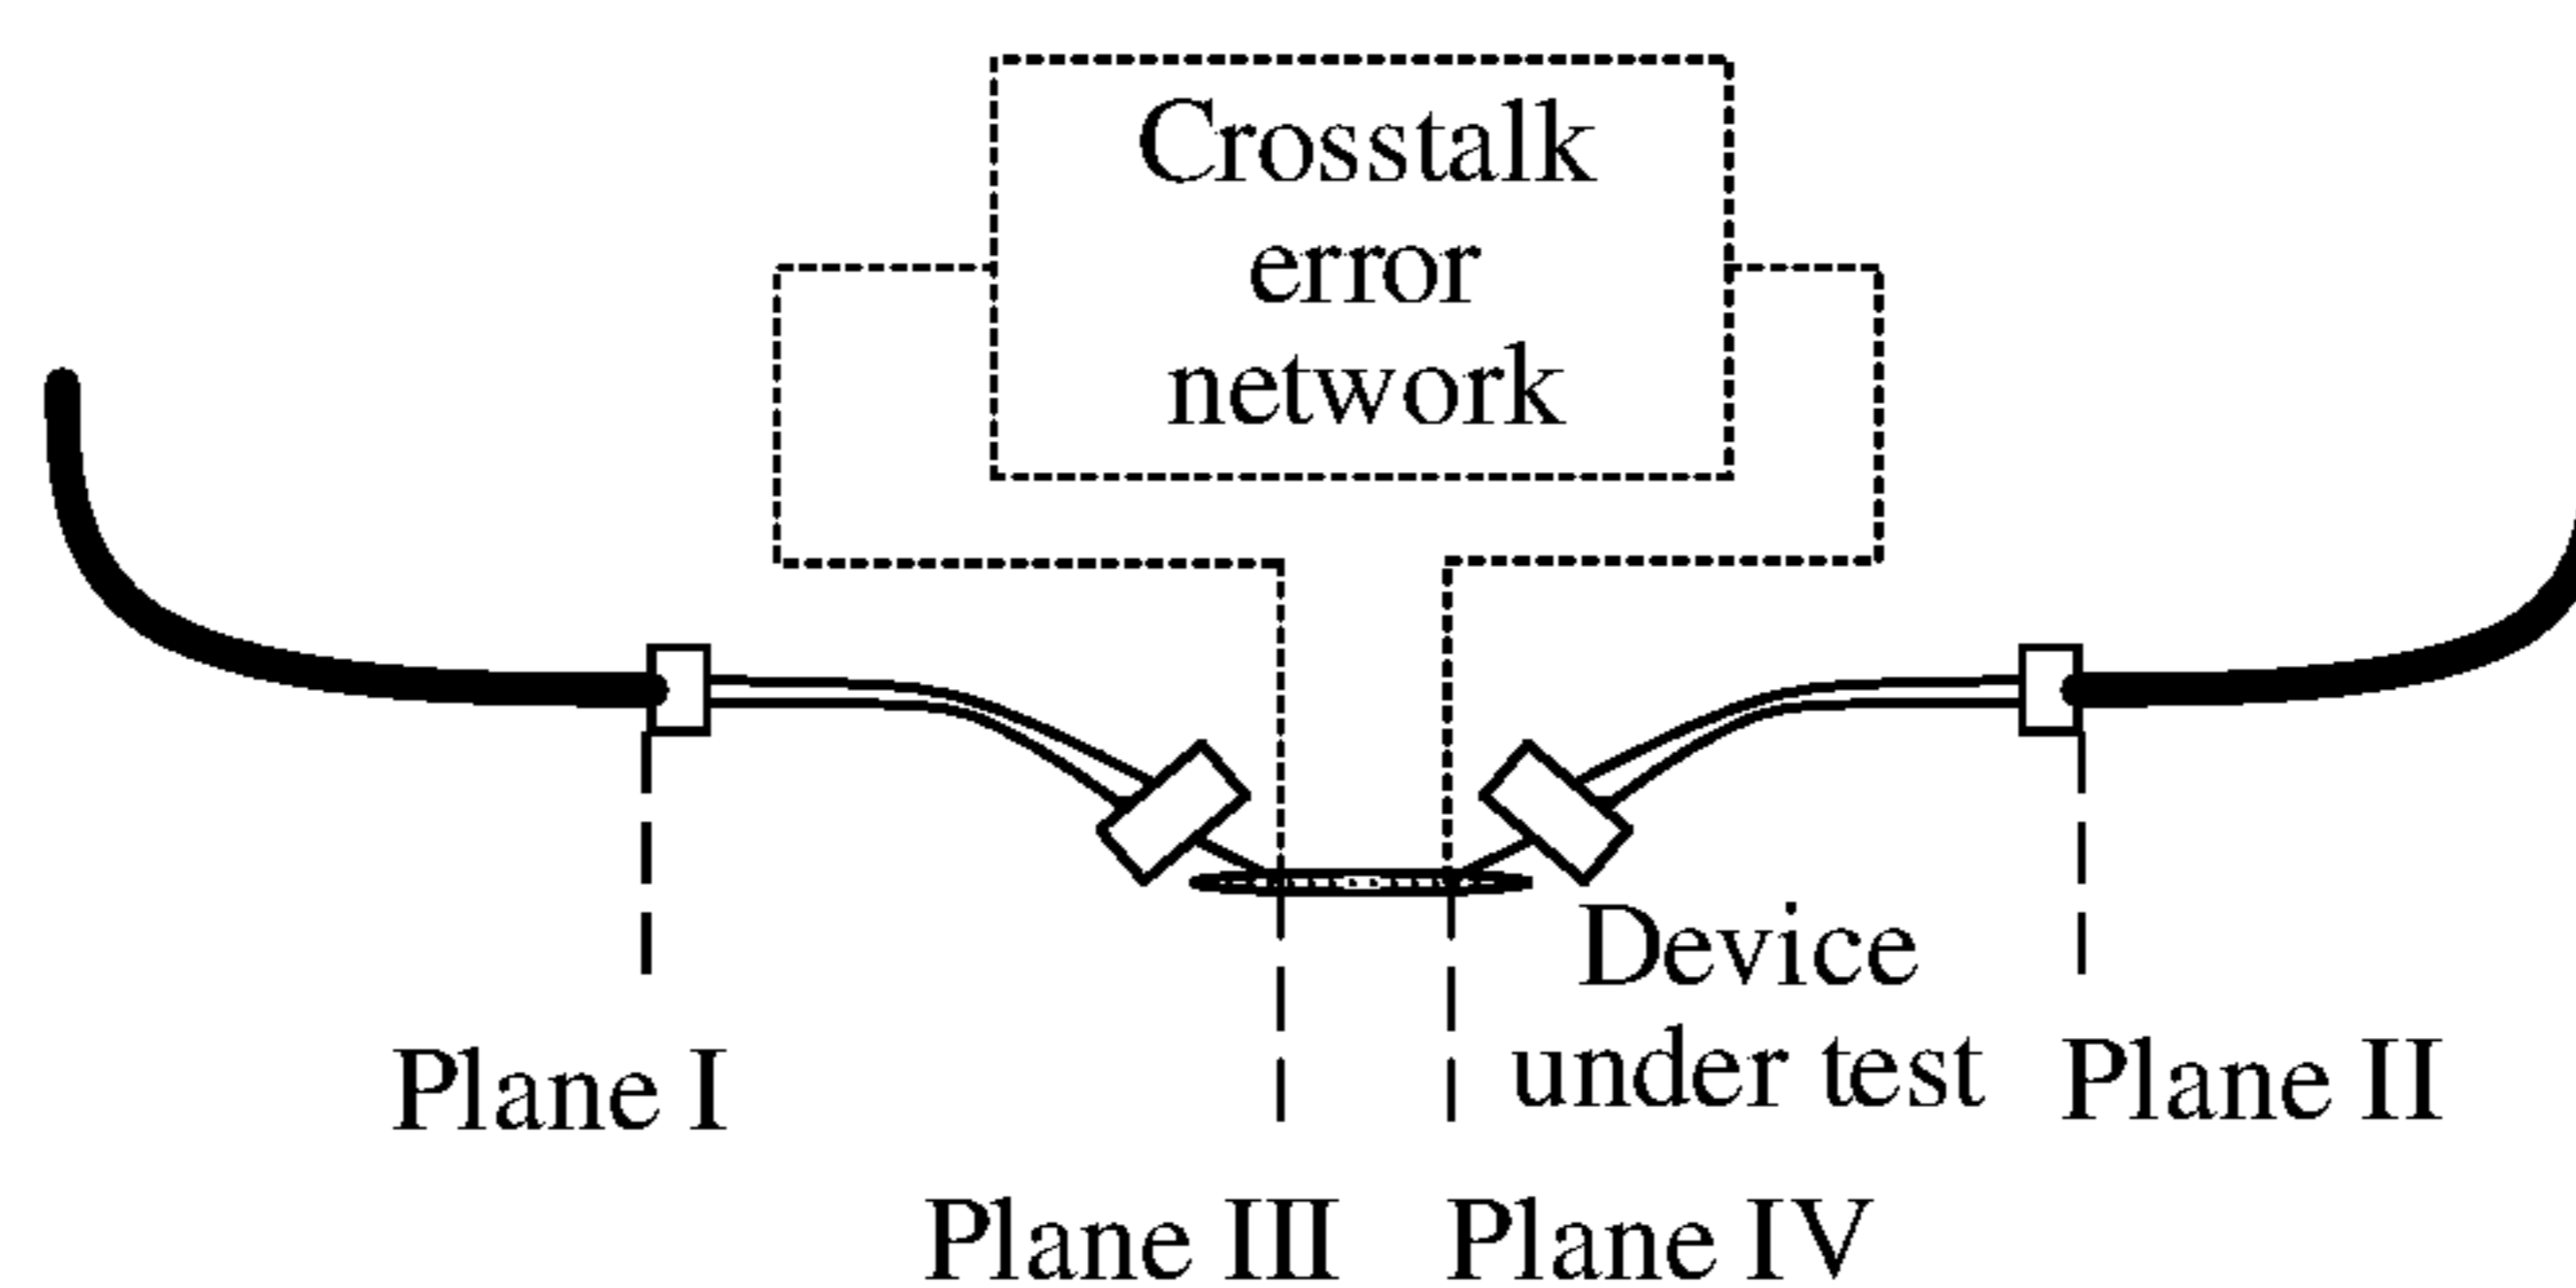 Crosstalk
error
network
Device
under test
Plane I
Plane II
Plane III
Plane IV